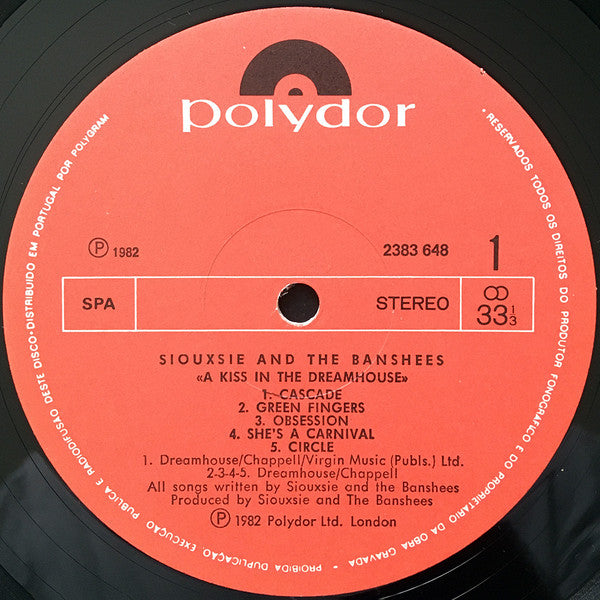 polydor
℗ 1982
2383 648
1
SPA
STEREO
33 1/3
SIOUXSIE AND THE BANSHEES
«A KISS IN THE DREAMHOUSE»
1. CASCADE
2. GREEN FINGERS
3. OBSESSION
4. SHE'S A CARNIVAL
5. CIRCLE
1. Dreamhouse/Chappell/Virgin Music (Publs.) Ltd.
2-3-4-5. Dreamhouse/Chappell
All songs written by Siouxsie and the Banshees
Produced by Siouxsie and The Banshees
℗ 1982 Polydor Ltd. London
• RESERVADOS TODOS OS DIREITOS DO PRODUTOR FONOGRÁFICO E DO PROPRIETÁRIO DA OBRA GRAVADA • PROIBIDA DUPLICAÇÃO EXECUÇÃO PUBLICA E RADIODIFUSÃO DESTE DISCO • DISTRIBUIDO EM PORTUGAL POR POLYGRAM